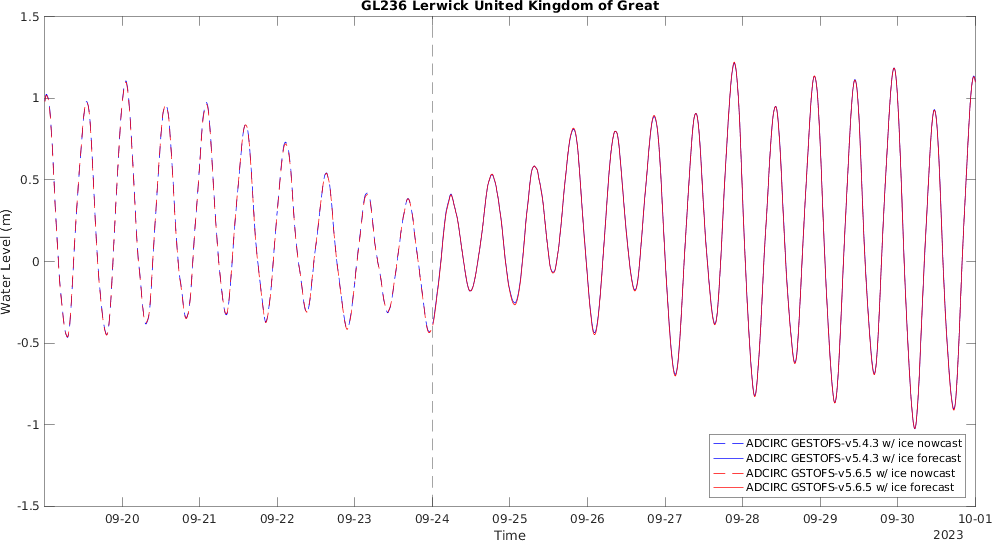 GL236 Lerwick United Kingdom of Great
1.5
1
0.5
0
-0.5
-1
-1.5
Water Level (m)
ADCIRC GESTOFS-v5.4.3 w/ ice nowcast
ADCIRC GESTOFS-v5.4.3 w/ ice forecast
ADCIRC GSTOFS-v5.6.5 w/ ice nowcast
ADCIRC GSTOFS-v5.6.5 w/ ice forecast
09-20 09-21 09-22 09-23 09-24 09-25 09-26 09-27 09-28 09-29 09-30 10-01
Time
2023